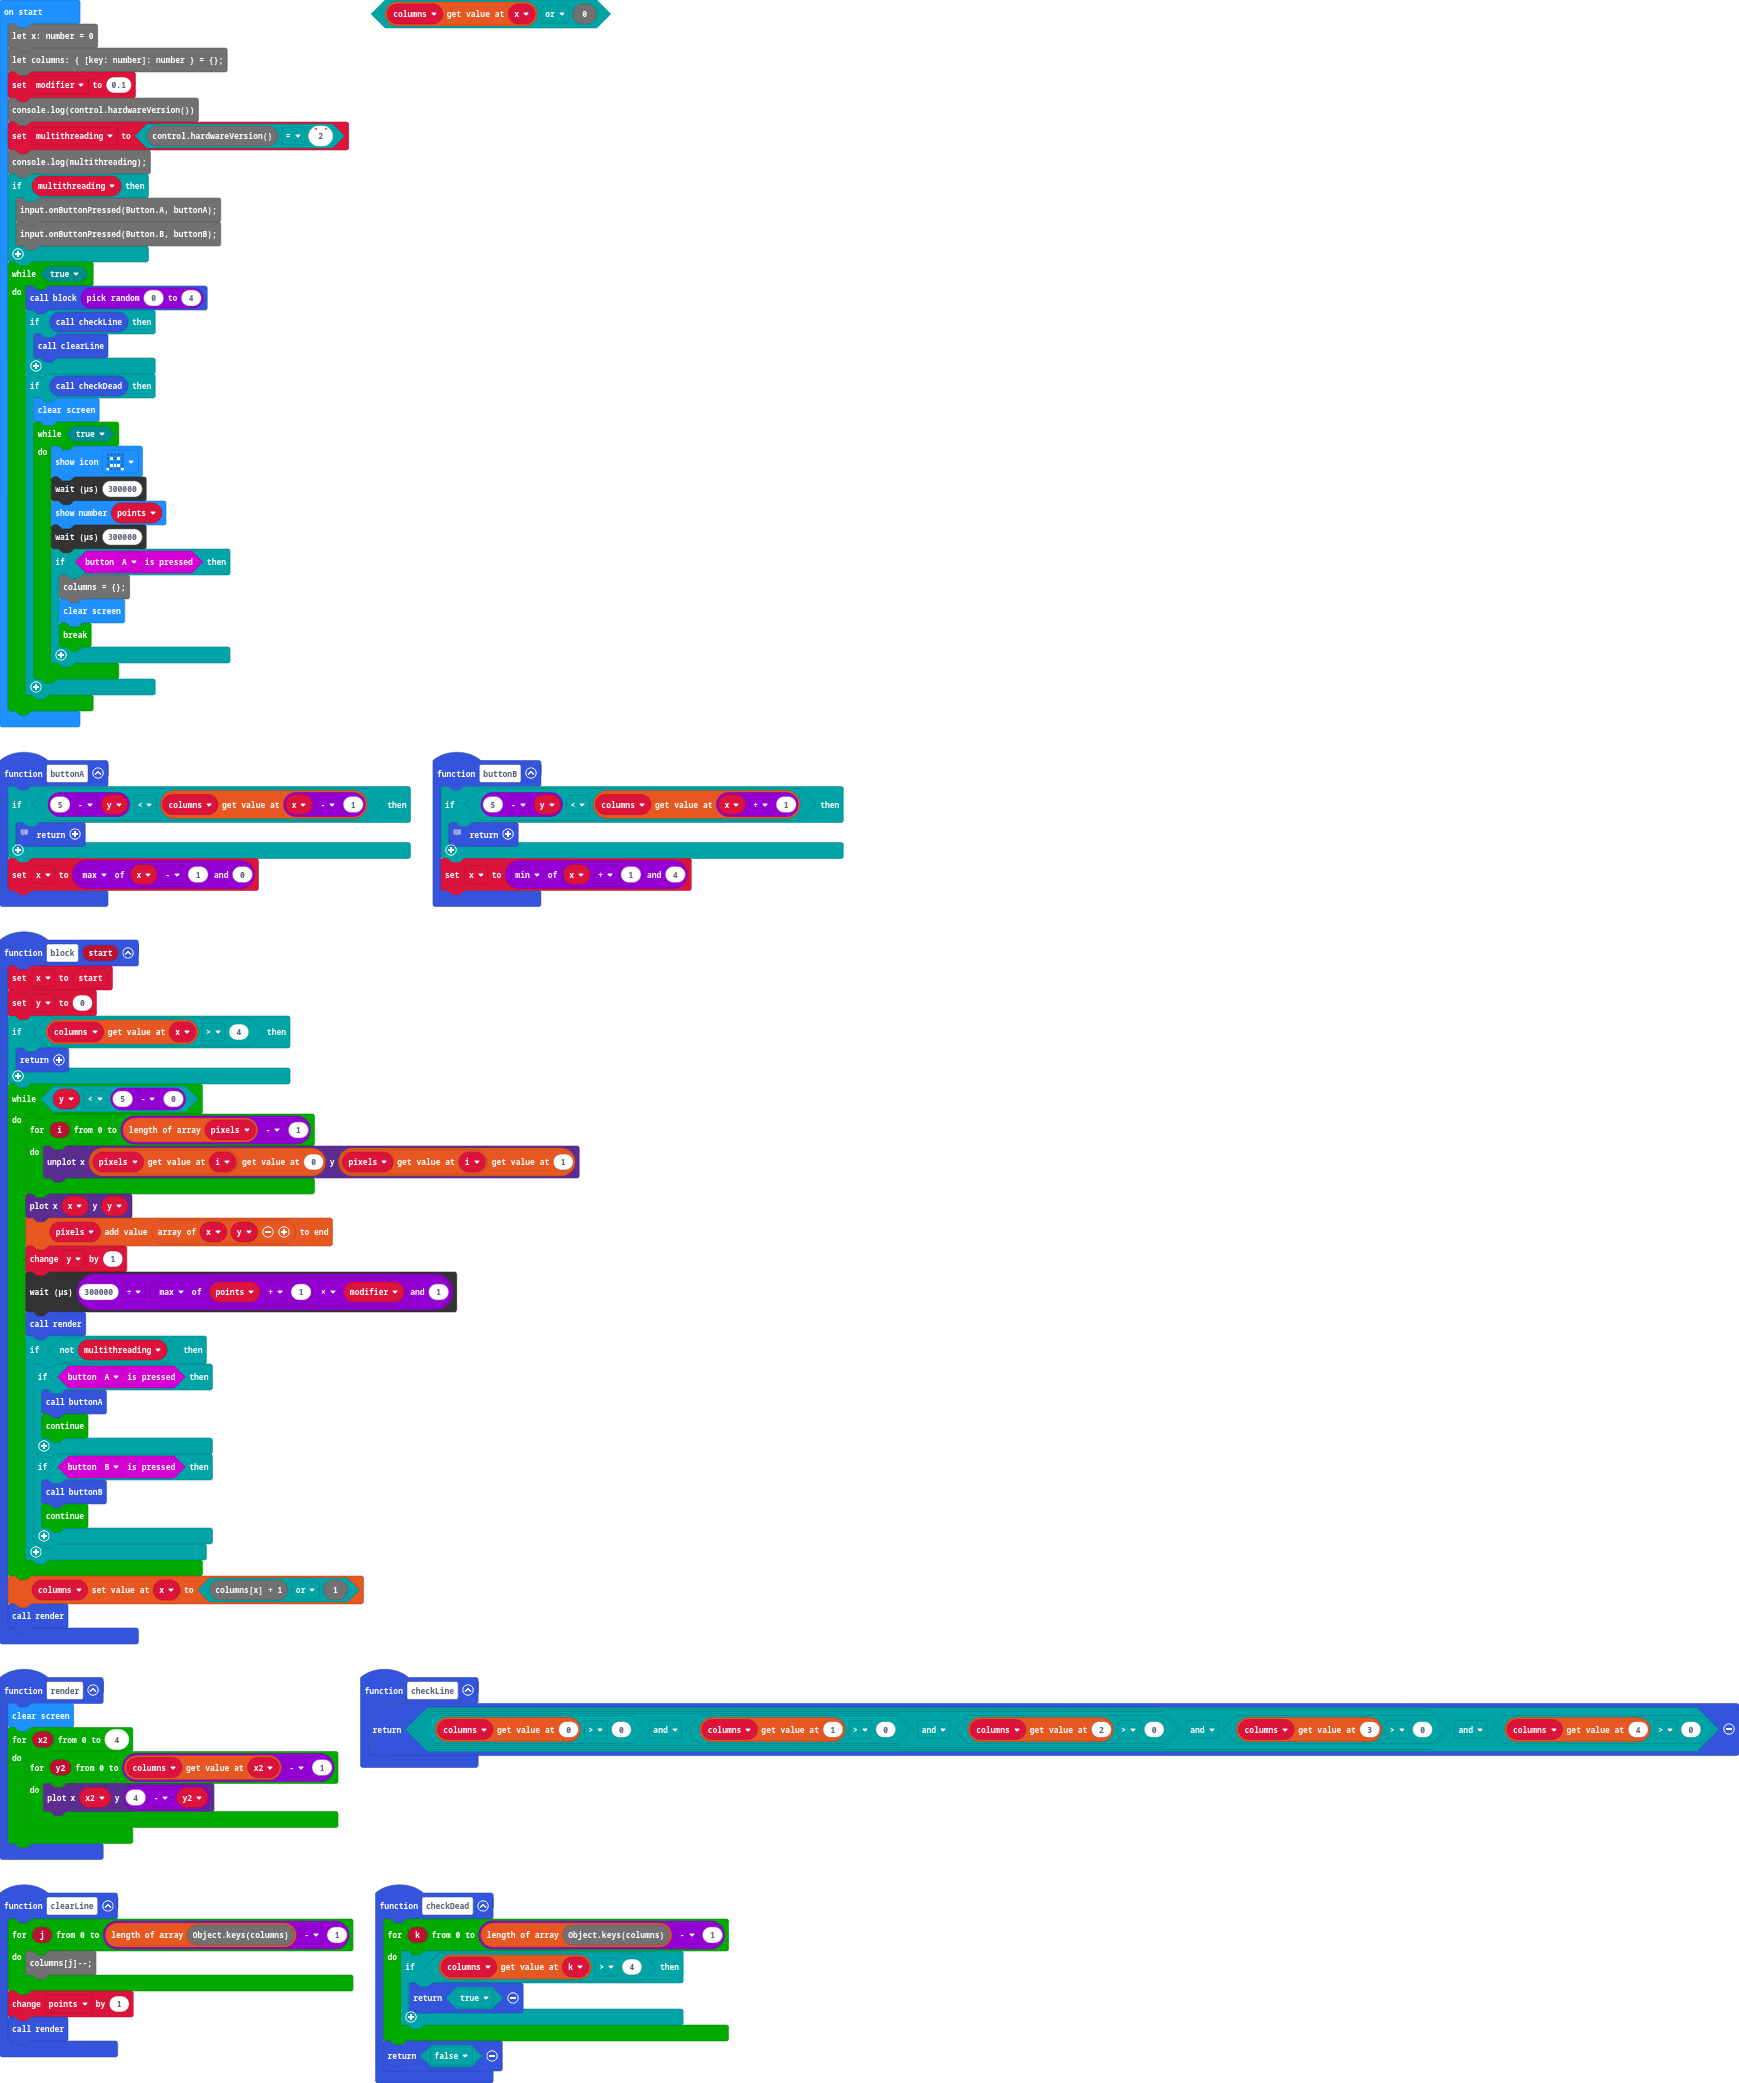 on start
columns get value at x or 0
let x: number = 0
let columns: { [key: number]: number } = {};
set modifier to 0.1
console.log(control.hardwareVersion())
set multithreading to control.hardwareVersion() = "2"
console.log(multithreading);
if multithreading then
input.onButtonPressed(Button.A, buttonA);
input.onButtonPressed(Button.B, buttonB);
while true
do
call block pick random 0 to 4
if call checkLine then
call clearLine
if call checkDead then
clear screen
while true
do
show icon
wait (µs) 300000
show number points
wait (µs) 300000
if button A is pressed then
columns = {};
clear screen
break
function buttonA
if 5 - y < columns get value at x - 1 then
return
set x to max of x - 1 and 0
function buttonB
if 5 - y < columns get value at x + 1 then
return
set x to min of x + 1 and 4
function block start
set x to start
set y to 0
if columns get value at x > 4 then
return
while y < 5 - 0
do
for i from 0 to length of array pixels - 1
do
unplot x pixels get value at i get value at 0 y pixels get value at i get value at 1
plot x x y y
pixels add value array of x y to end
change y by 1
wait (µs) 300000 ÷ max of points + 1 × modifier and 1
call render
if not multithreading then
if button A is pressed then
call buttonA
continue
if button B is pressed then
call buttonB
continue
columns set value at x to columns[x] + 1 or 1
call render
function render
clear screen
for x2 from 0 to 4
do
for y2 from 0 to columns get value at x2 - 1
do
plot x x2 y 4 - y2
function checkLine
return columns get value at 0 > 0 and columns get value at 1 > 0 and columns get value at 2 > 0 and columns get value at 3 > 0 and columns get value at 4 > 0
function clearLine
for j from 0 to length of array Object.keys(columns) - 1
do
columns[j]--;
change points by 1
call render
function checkDead
for k from 0 to length of array Object.keys(columns) - 1
do
if columns get value at k > 4 then
return true
return false